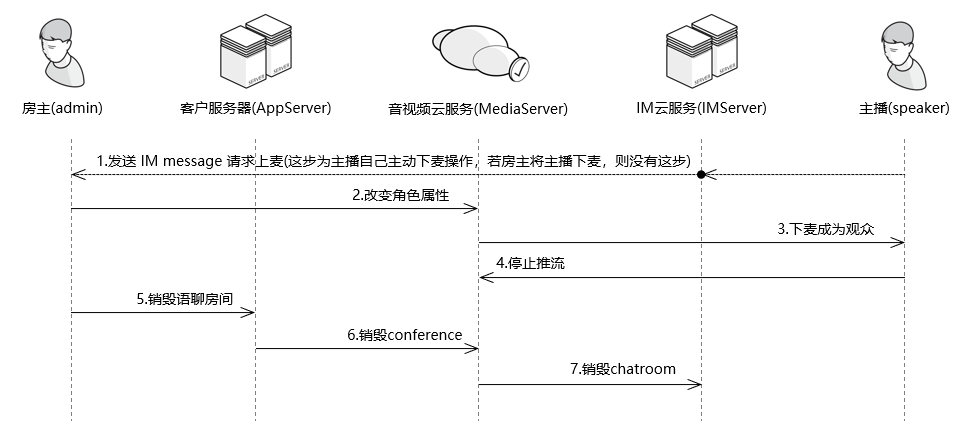 房主(admin)
客户服务器(AppServer)
音视频云服务(MediaServer)
IM云服务(IMServer)
主播(speaker)
SERVER
SERVER
SERVER
SERVER
1.发送 IM message 请求上麦(这步为主播自己主动下麦操作，若房主将主播下麦，则没有这步)
2.改变角色属性
3.下麦成为观众
4.停止推流
5.销毁语聊房间
6.销毁conference
7.销毁chatroom